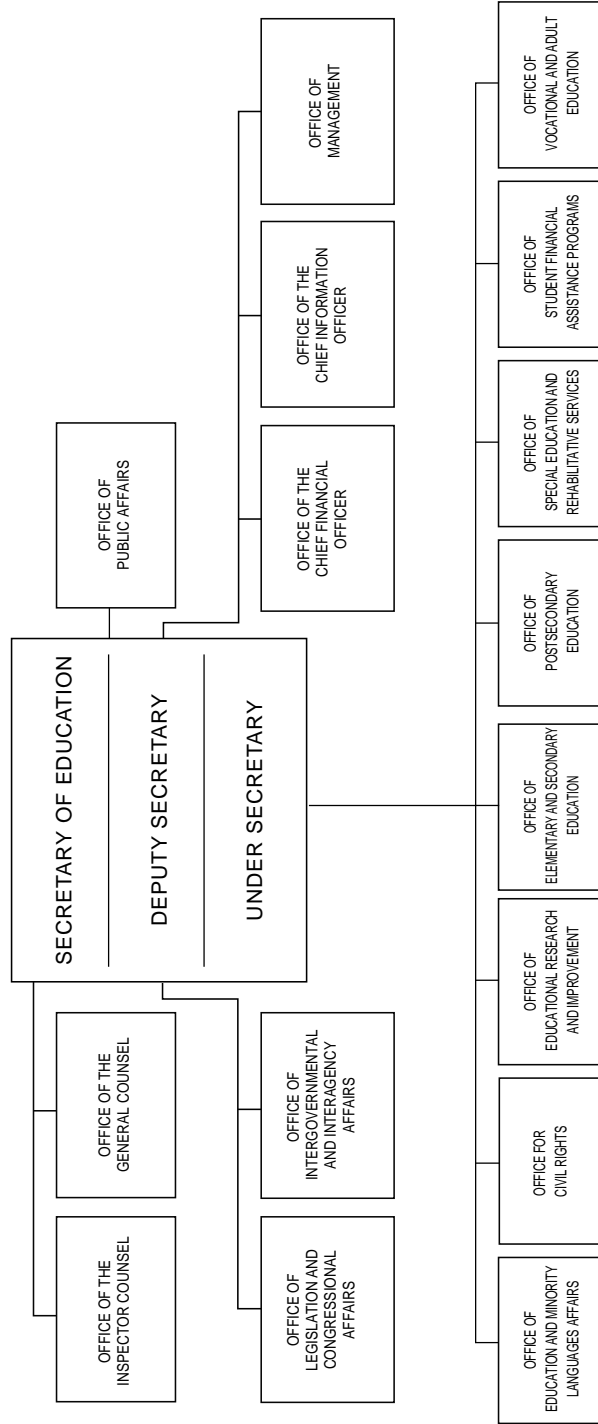 SECRETARY OF EDUCATION
DEPUTY SECRETARY
UNDER SECRETARY
OFFICE OF THE
INSPECTOR COUNSEL
OFFICE OF THE
GENERAL COUNSEL
OFFICE OF
PUBLIC AFFAIRS
OFFICE OF
LEGISLATION AND
CONGRESSIONAL
AFFAIRS
OFFICE OF
INTERGOVERNMENTAL
AND INTERAGENCY
AFFAIRS
OFFICE OF THE
CHIEF FINANCIAL
OFFICER
OFFICE OF THE
CHIEF INFORMATION
OFFICER
OFFICE OF
MANAGEMENT
OFFICE OF
EDUCATION AND MINORITY
LANGUAGES AFFAIRS
OFFICE FOR
CIVIL RIGHTS
OFFICE OF
EDUCATIONAL RESEARCH
AND IMPROVEMENT
OFFICE OF
ELEMENTARY AND SECONDARY
EDUCATION
OFFICE OF
POSTSECONDARY
EDUCATION
OFFICE OF
SPECIAL EDUCATION AND
REHABILITATIVE SERVICES
OFFICE OF
STUDENT FINANCIAL
ASSISTANCE PROGRAMS
OFFICE OF
VOCATIONAL AND ADULT
EDUCATION